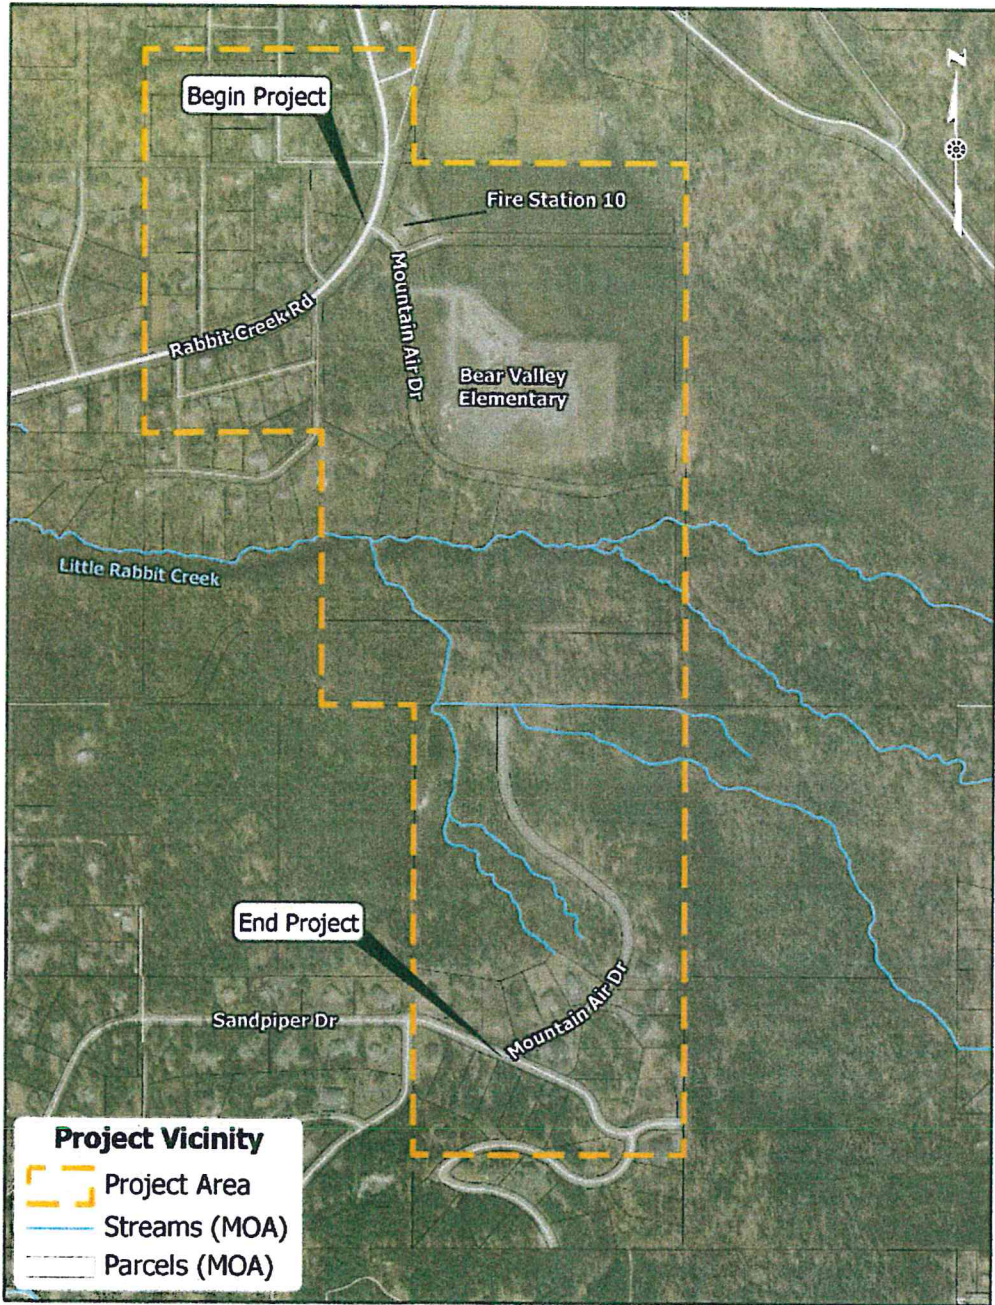 Begin Project
N
Fire Station 10
Mountain Air Dr
Rabbit Creek Rd
Bear Valley
Elementary
Little Rabbit Creek
End Project
Sandpiper Dr
Mountain Air Dr
Project Vicinity
Project Area
Streams (MOA)
Parcels (MOA)